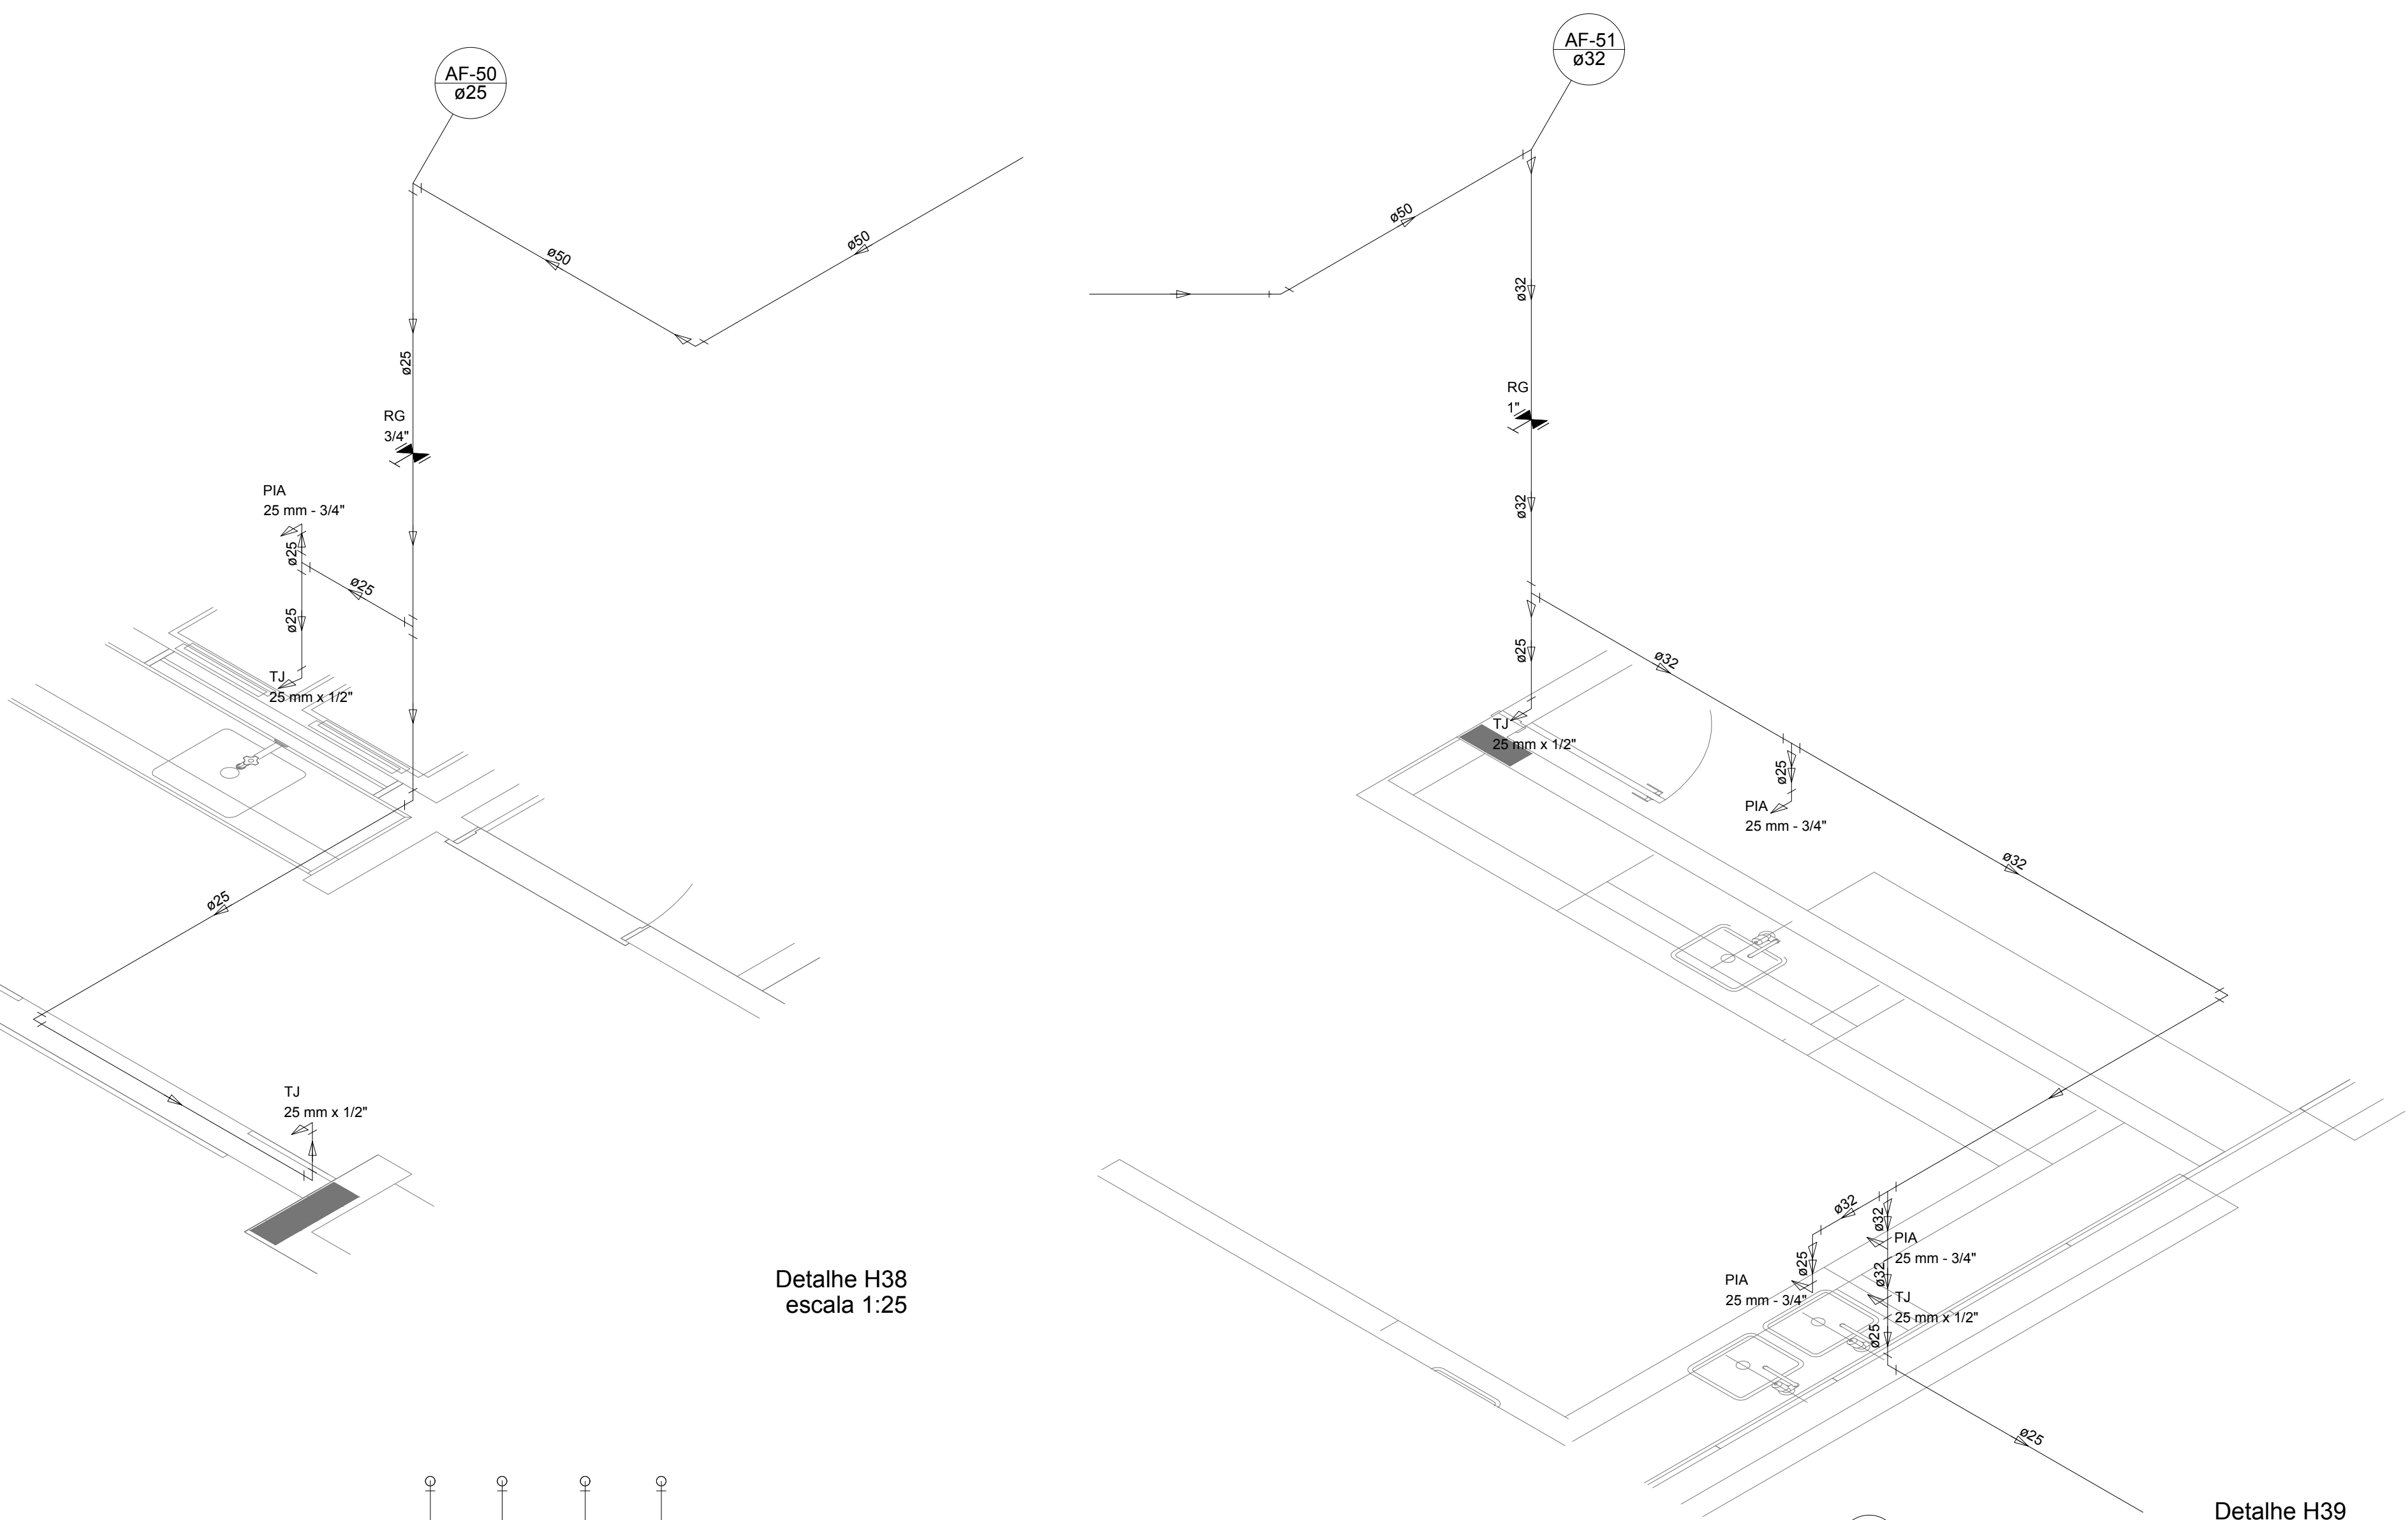 AF-50
ø25
ø50
ø50
ø25
RG
3/4"
PIA
25 mm - 3/4"
ø25
ø25
ø25
TJ
25 mm x 1/2"
ø25
TJ
25 mm x 1/2"
Detalhe H38
escala 1:25
AF-51
ø32
ø50
ø32
RG
1"
ø32
ø25
ø32
TJ
25 mm x 1/2"
ø25
PIA
25 mm - 3/4"
ø32
ø32
ø32
PIA
25 mm - 3/4"
ø25
ø32
PIA
25 mm - 3/4"
TJ
25 mm x 1/2"
ø25
ø25
Detalhe H39